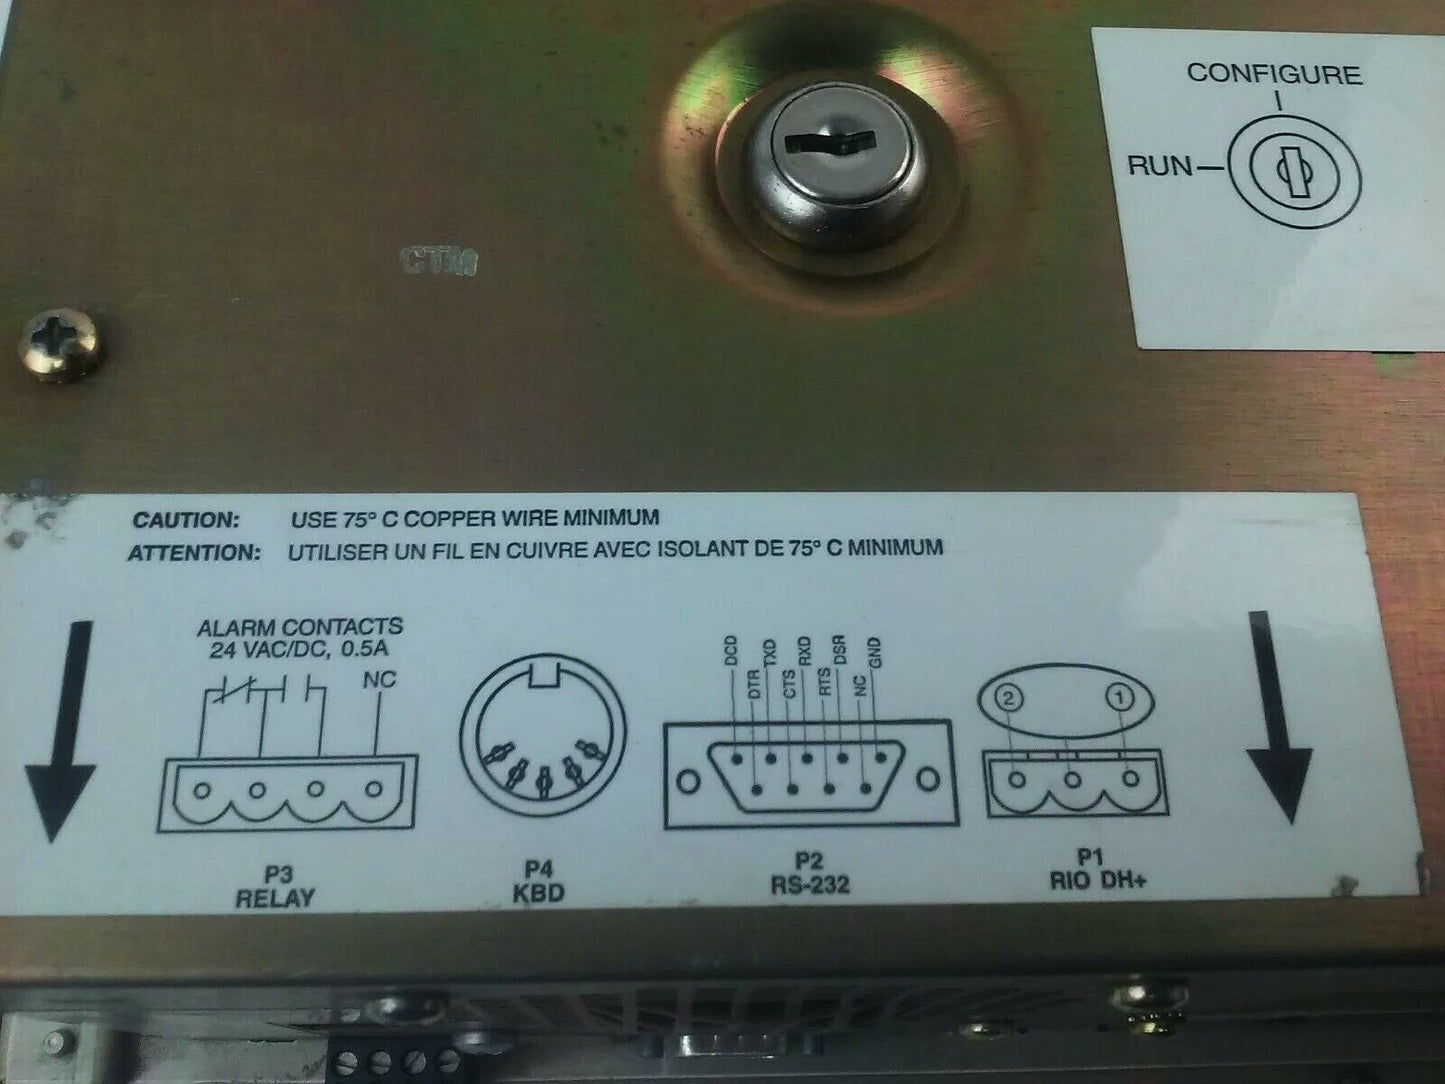 CONFIGURE
RUN
CTM
CAUTION: USE 75° C COPPER WIRE MINIMUM
ATTENTION: UTILISER UN FIL EN CUIVRE AVEC ISOLANT DE 75° C MINIMUM
ALARM CONTACTS
24 VAC/DC, 0.5A
NC
DCD
DTR
TXD
CTS
RXD
RTS
DSR
NC
GND
2
1
P3
RELAY
P4
KBD
P2
RS-232
P1
RIO DH+